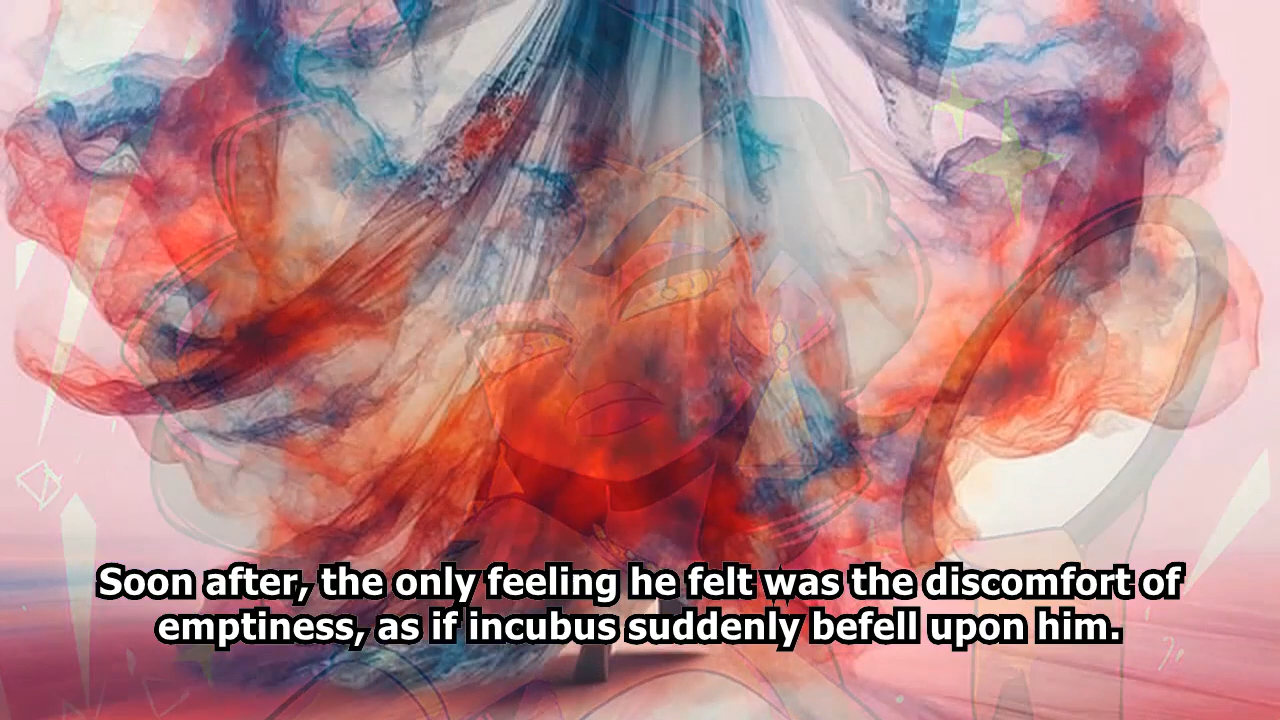 Soon after, the only feeling he felt was the discomfort of
emptiness, as if incubus suddenly befell upon him.